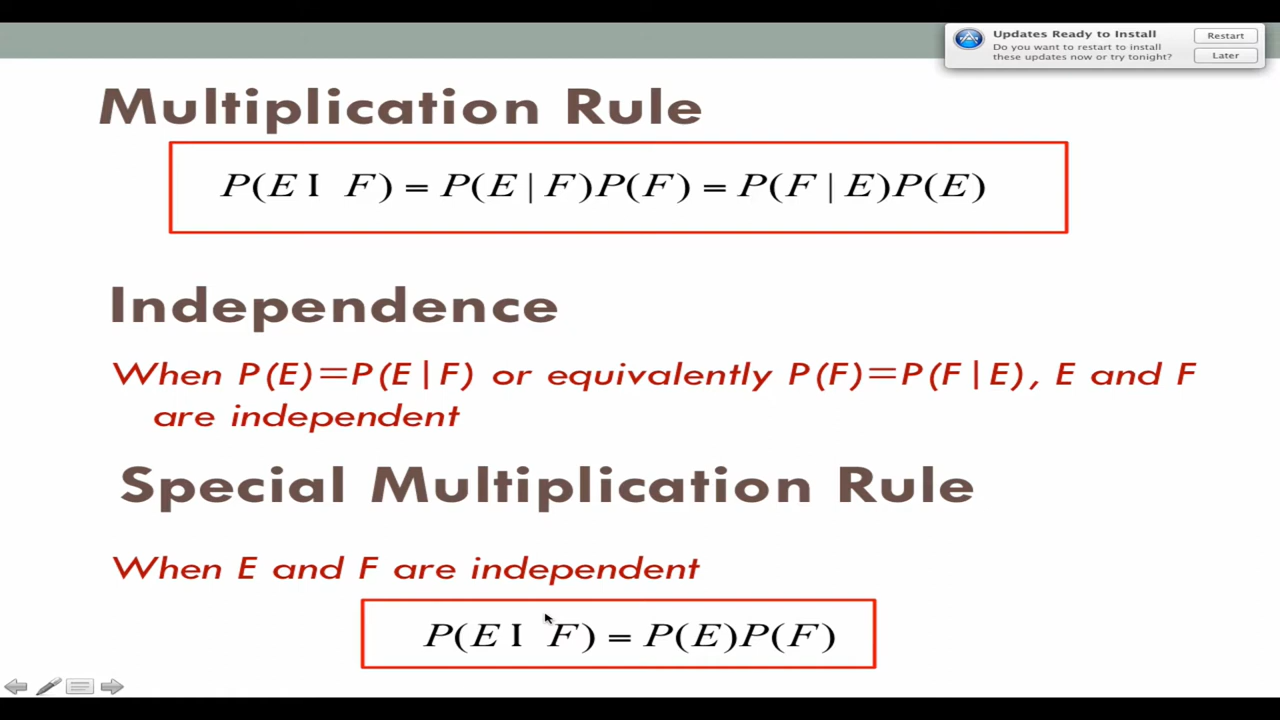 Updates Ready to Install
Do you want to restart to install
these updates now or try tonight?
Restart
Later
Multiplication Rule
P(E I F) = P(E | F)P(F) = P(F | E)P(E)
Independence
When P(E)=P(E|F) or equivalently P(F)=P(F|E), E and F
are independent
Special Multiplication Rule
When E and F are independent
P(E I F) = P(E)P(F)